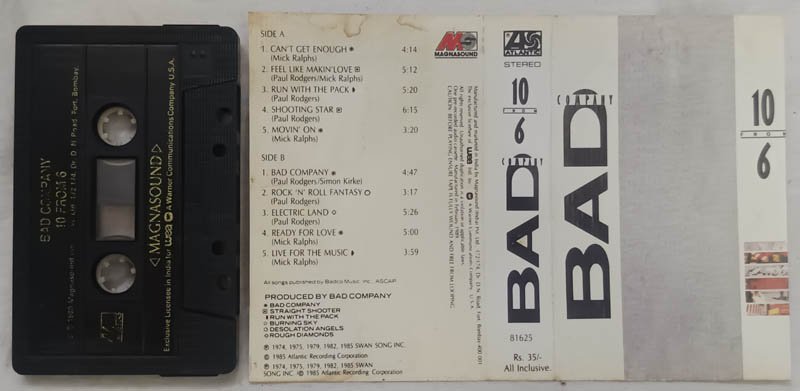 BAD COMPANY
10 FROM 6
◁MAGNASOUND▷
Exclusive Licensee in India for wea A Warner Communications Company U.S.A.
SIDE A
1. CAN'T GET ENOUGH 4:14
(Mick Ralphs)
2. FEEL LIKE MAKIN'LOVE 5:12
(Paul Rodgers/Mick Ralphs)
3. RUN WITH THE PACK 5:20
(Paul Rodgers)
4. SHOOTING STAR 6:15
(Paul Rodgers)
5. MOVIN' ON 3:20
(Mick Ralphs)
SIDE B
1. BAD COMPANY 4:47
(Paul Rodgers/Simon Kirke)
2. ROCK 'N' ROLL FANTASY 3:17
(Paul Rodgers)
3. ELECTRIC LAND 5:26
(Paul Rodgers)
4. READY FOR LOVE 5:00
(Mick Ralphs)
5. LIVE FOR THE MUSIC 3:59
(Mick Ralphs)
All songs published by Badco Music Inc., ASCAP
PRODUCED BY BAD COMPANY
BAD COMPANY
STRAIGHT SHOOTER
RUN WITH THE PACK
BURNING SKY
DESOLATION ANGELS
ROUGH DIAMONDS
℗ 1974, 1975, 1979, 1982, 1985 SWAN SONG INC.
© 1985 Atlantic Recording Corporation
℗ 1974, 1975, 1979, 1982, 1985 SWAN
SONG INC © 1985 Atlantic Recording Corporation
MAGNASOUND
ATLANTIC
STEREO
10
FROM
6
BAD
COMPANY
81625
Rs. 35/-
All Inclusive.
BAD
COMPANY
10
FROM
6